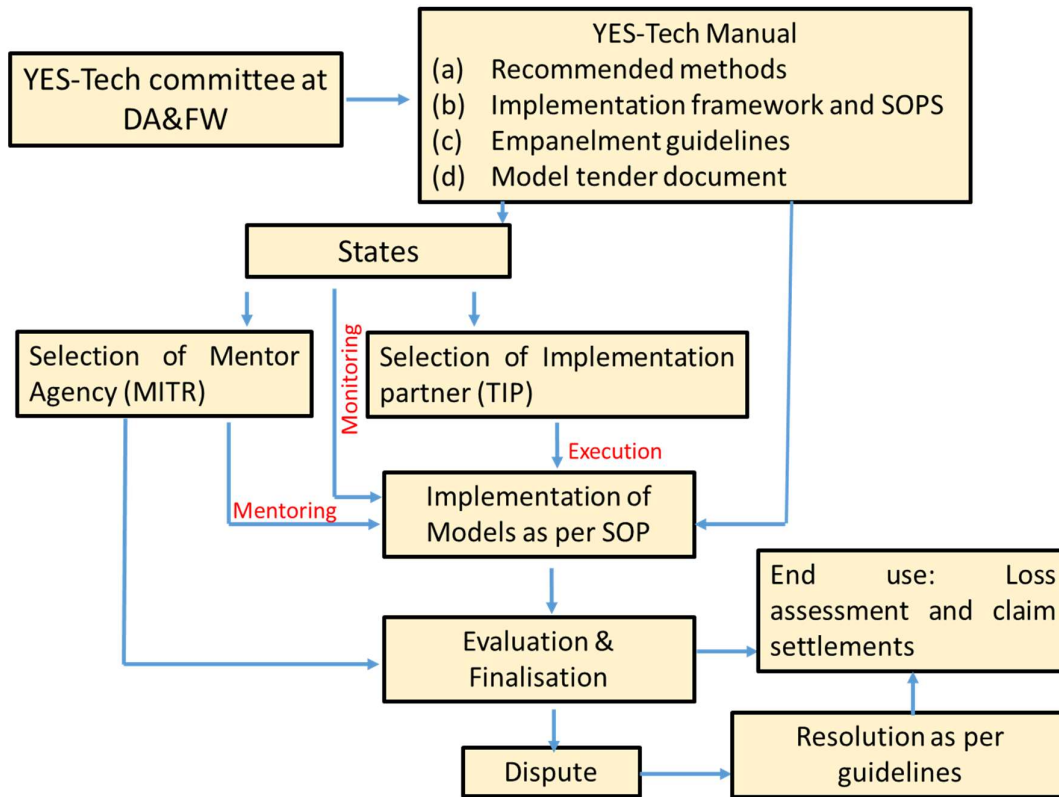 YES-Tech committee at
DA&FW
YES-Tech Manual
(a) Recommended methods
(b) Implementation framework and SOPS
(c) Empanelment guidelines
(d) Model tender document
States
Selection of Mentor
Agency (MITR)
Monitoring
Selection of Implementation
partner (TIP)
Execution
Mentoring
Implementation of
Models as per SOP
End use: Loss
assessment and claim
settlements
Evaluation &
Finalisation
Dispute
Resolution as per
guidelines